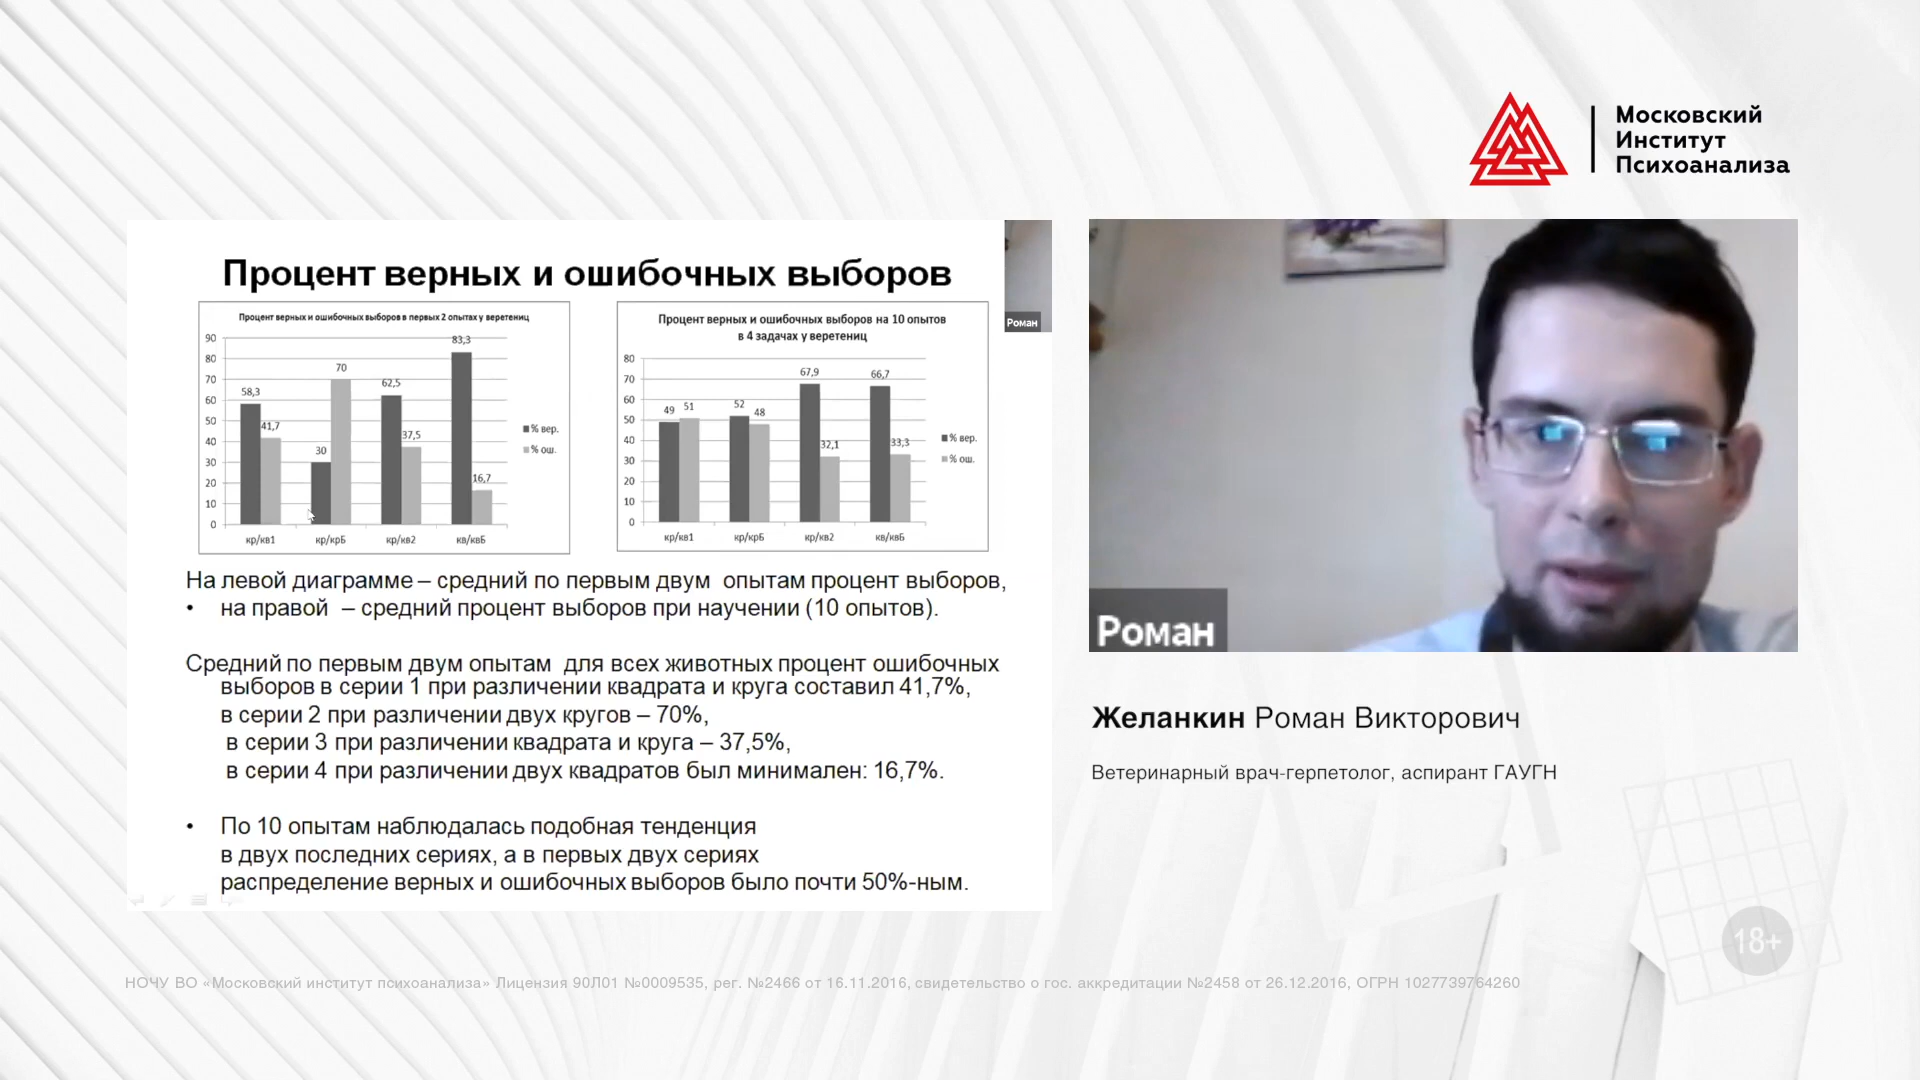 Московский
Институт
Психоанализа
Процент верных и ошибочных выборов
Роман
Процент верных и ошибочных выборов в первых 2 опытах у веретениц
90
80
70
60
50
40
30
20
10
0
58,3
41,7
30
70
62,5
37,5
83,3
16,7
% вер.
% ош.
кр/кв1
кр/крБ
кр/кв2
кв/квБ
Процент верных и ошибочных выборов на 10 опытов
в 4 задачах у веретениц
80
70
60
50
40
30
20
10
0
49
51
52
48
67,9
32,1
66,7
33,3
% вер.
% ош.
кр/кв1
кр/крБ
кр/кв2
кв/квБ
На левой диаграмме – средний по первым двум опытам процент выборов,
• на правой – средний процент выборов при научении (10 опытов).
Средний по первым двум опытам для всех животных процент ошибочных
выборов в серии 1 при различении квадрата и круга составил 41,7%,
в серии 2 при различении двух кругов – 70%,
в серии 3 при различении квадрата и круга – 37,5%,
в серии 4 при различении двух квадратов был минимален: 16,7%.
• По 10 опытам наблюдалась подобная тенденция
в двух последних сериях, а в первых двух сериях
распределение верных и ошибочных выборов было почти 50%-ным.
Роман
Желанкин Роман Викторович
Ветеринарный врач-герпетолог, аспирант ГАУГН
18+
НОЧУ ВО «Московский институт психоанализа» Лицензия 90Л01 №0009535, рег. №2466 от 16.11.2016, свидетельство о гос. аккредитации №2458 от 26.12.2016, ОГРН 1027739764260